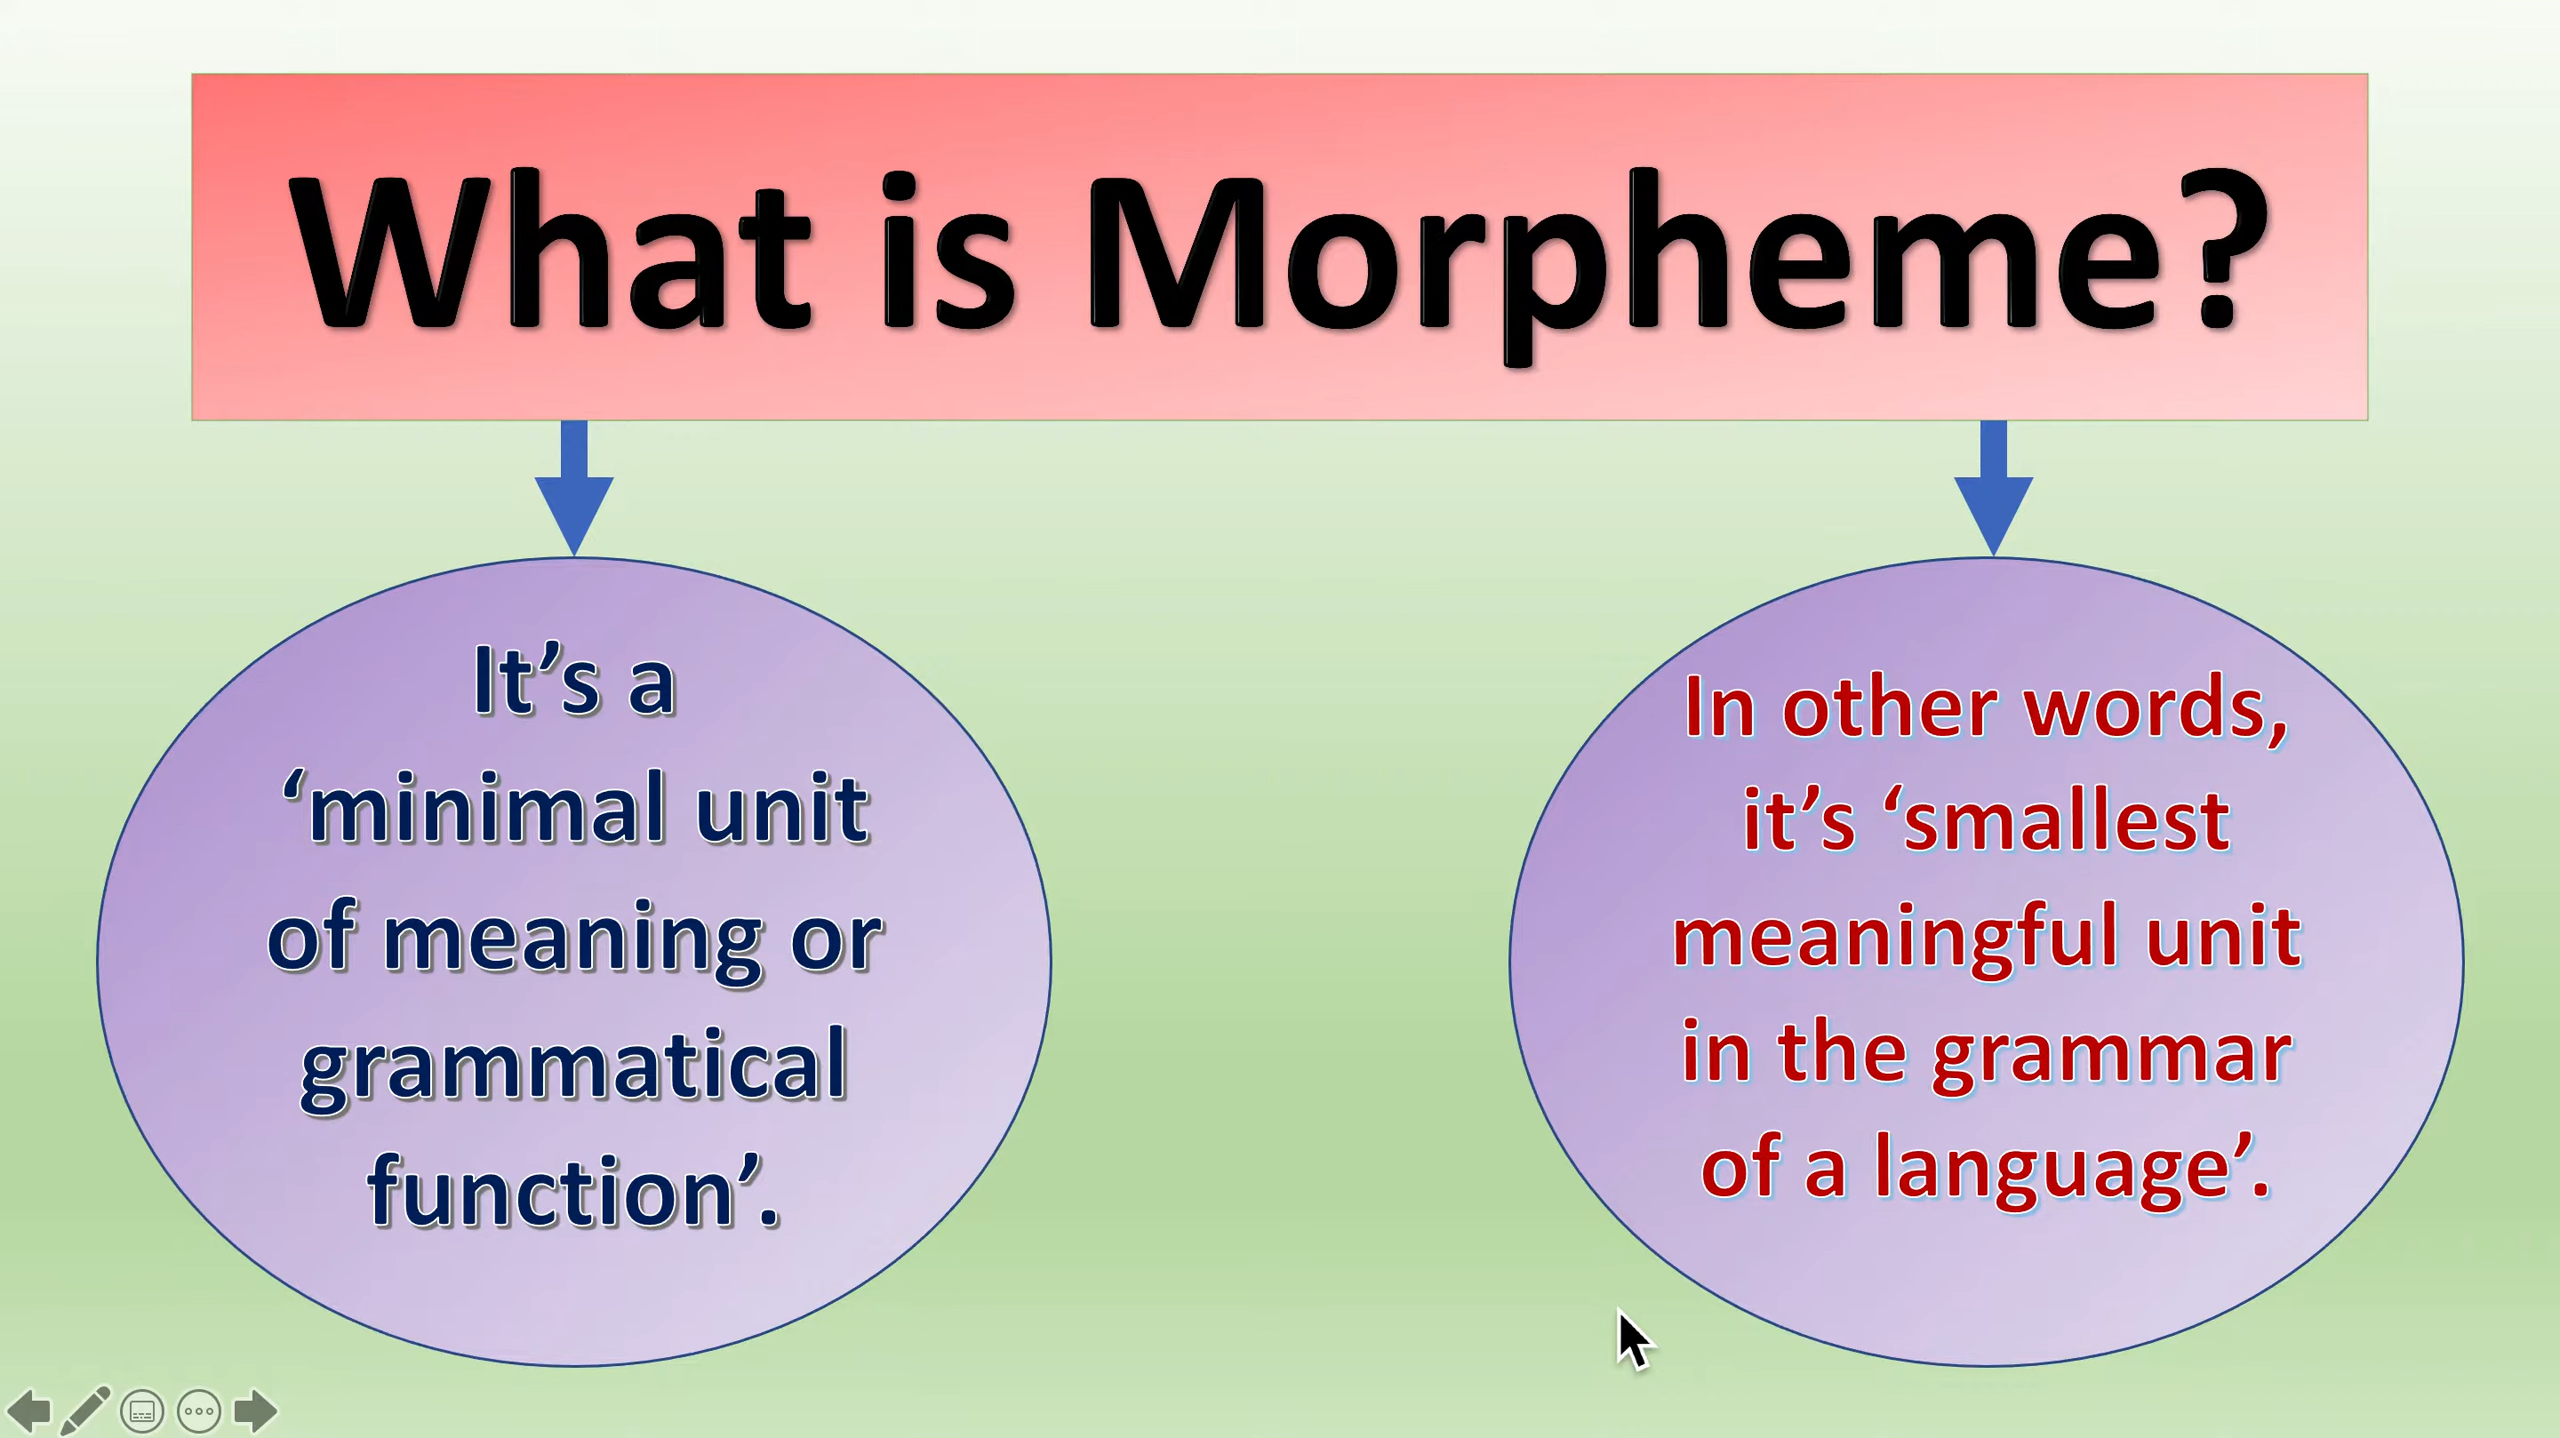 What is Morpheme?
It’s a
‘minimal unit
of meaning or
grammatical
function’.
In other words,
it’s ‘smallest
meaningful unit
in the grammar
of a language’.